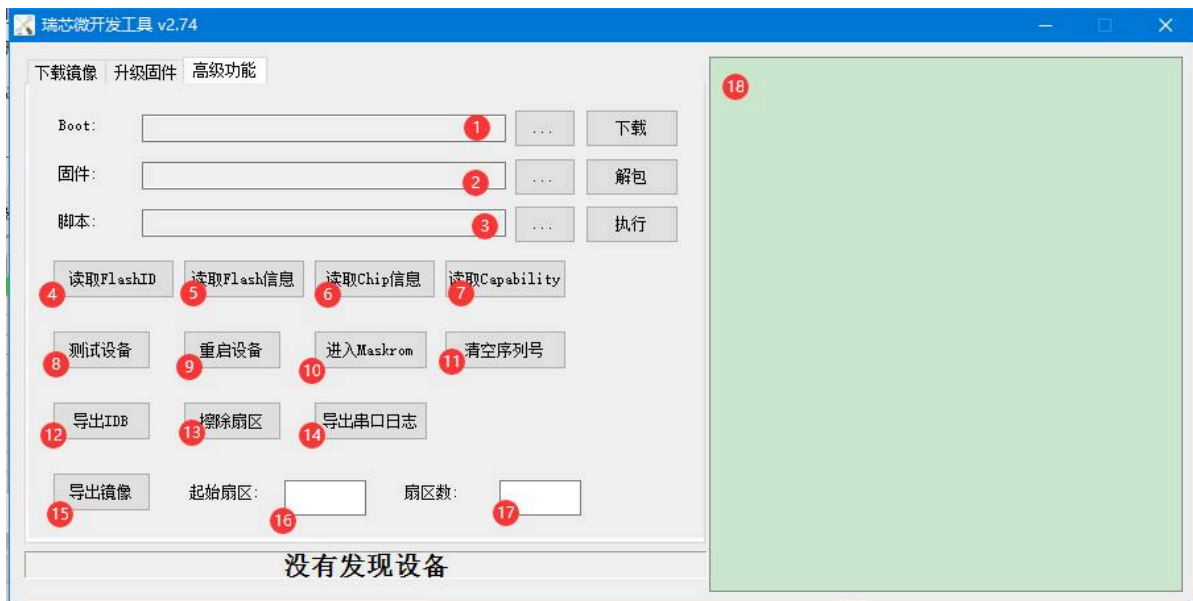 瑞芯微开发工具 v2.74
下载镜像 升级固件 高级功能
18
Boot: 1 ... 下载
固件: 2 ... 解包
脚本: 3 ... 执行
读取FlashID 读取Flash信息 读取Chip信息 读取Capability
4 5 6 7
测试设备 重启设备 进入Maskrom 清空序列号
8 9 10 11
导出IDB 擦除扇区 导出串口日志
12 13 14
导出镜像 起始扇区: 扇区数:
15 16 17
没有发现设备